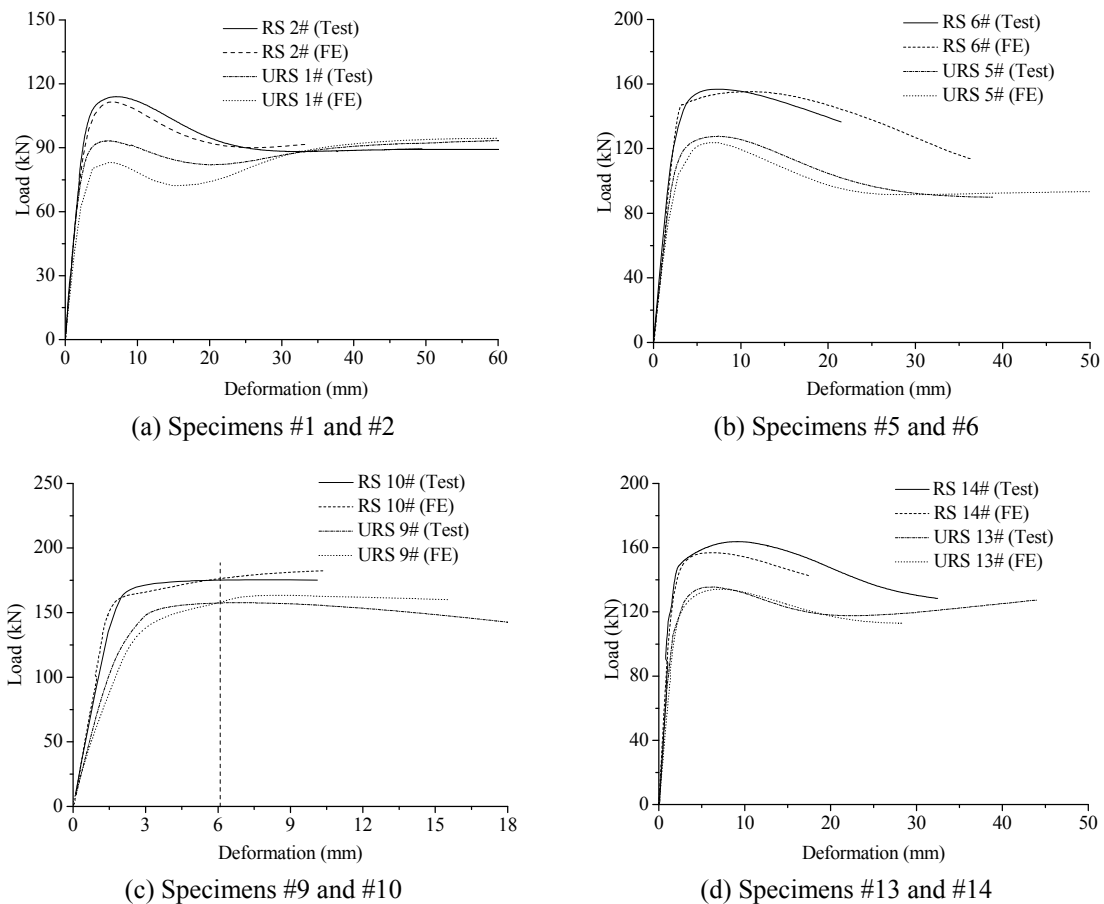 RS 2# (Test)
RS 2# (FE)
URS 1# (Test)
URS 1# (FE)
150
120
90
60
30
0
Load (kN)
0 10 20 30 40 50 60
Deformation (mm)
(a) Specimens #1 and #2
RS 6# (Test)
RS 6# (FE)
URS 5# (Test)
URS 5# (FE)
200
160
120
80
40
0
Load (kN)
0 10 20 30 40 50
Deformation (mm)
(b) Specimens #5 and #6
RS 10# (Test)
RS 10# (FE)
URS 9# (Test)
URS 9# (FE)
250
200
150
100
50
0
Load (kN)
0 3 6 9 12 15 18
Deformation (mm)
(c) Specimens #9 and #10
RS 14# (Test)
RS 14# (FE)
URS 13# (Test)
URS 13# (FE)
200
160
120
80
40
0
Load (kN)
0 10 20 30 40 50
Deformation (mm)
(d) Specimens #13 and #14